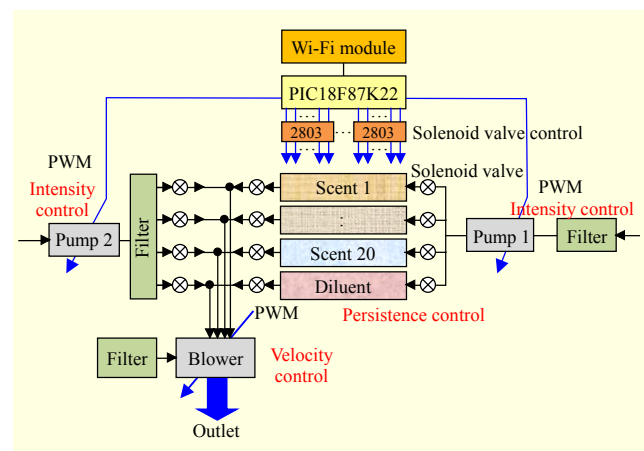 Wi-Fi module
PIC18F87K22
2803
2803
Solenoid valve control
PWM
Intensity
control
Solenoid valve
PWM
Intensity control
Scent 1
:
Scent 20
Diluent
Filter
Pump 2
Pump 1
Filter
Persistence control
PWM
Filter
Blower
Velocity
control
Outlet